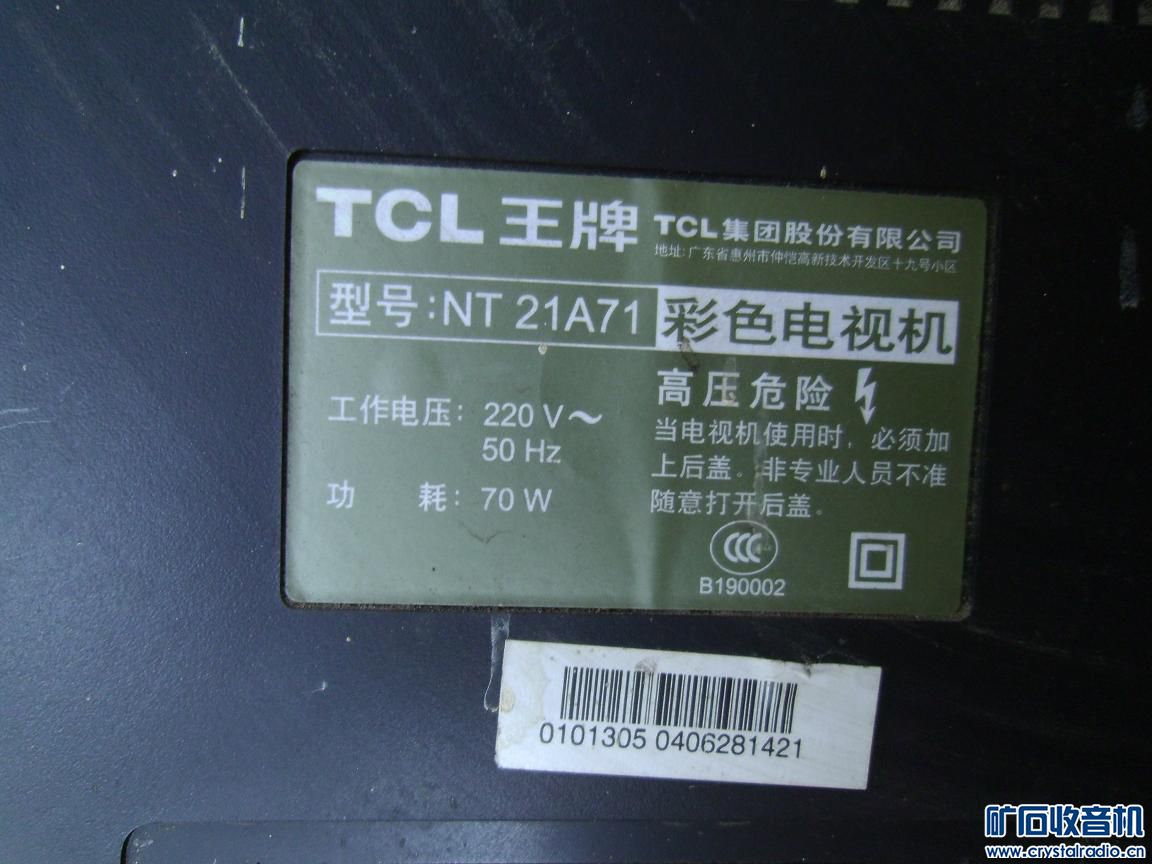 TCL 王牌 TCL集团股份有限公司
地址: 广东省惠州市仲恺高新技术开发区十九号小区
型号:NT 21A71 彩色电视机
工作电压: 220 V～
50 Hz
功 耗: 70 W
高压危险
当电视机使用时, 必须加
上后盖。非专业人员不准
随意打开后盖。
CCC
B190002
0101305 0406281421
矿石收音机
www.crystalradio.cn